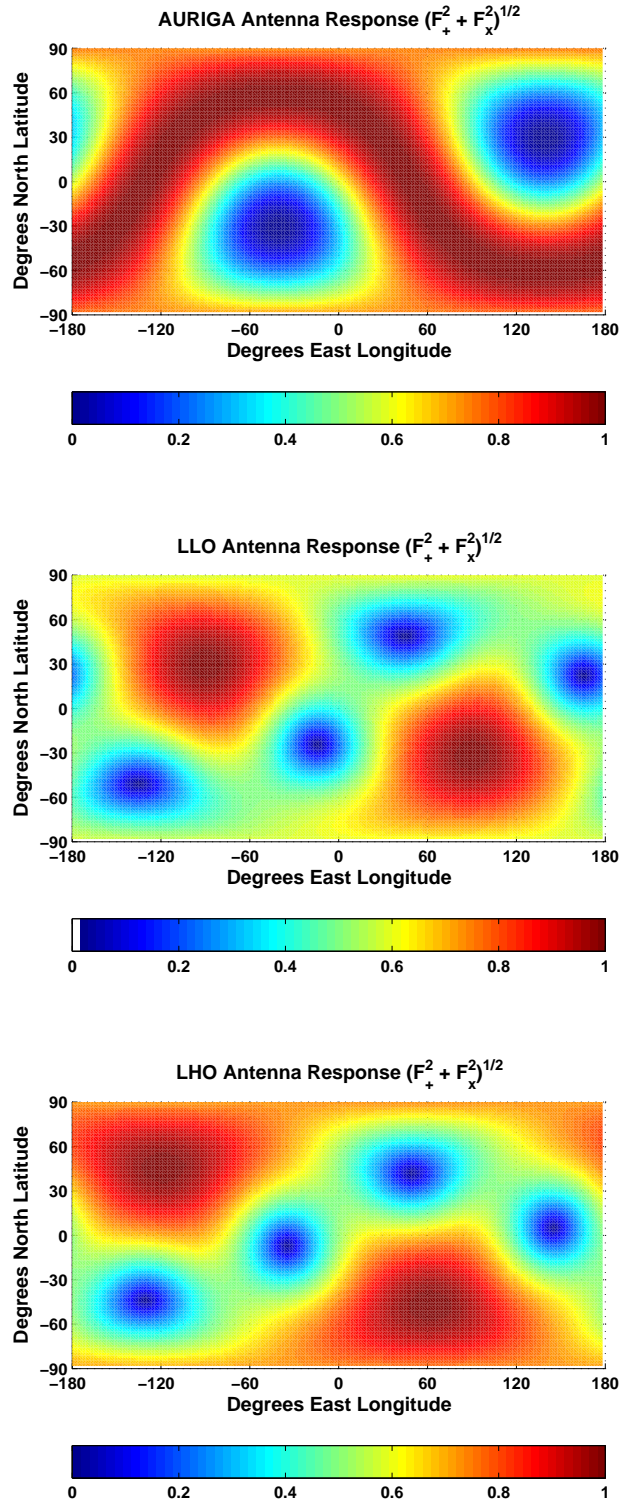 AURIGA Antenna Response (F₊² + Fₓ²)^1/2
90
60
30
0
−30
−60
−90
Degrees North Latitude
−180 −120 −60 0 60 120 180
Degrees East Longitude
0 0.2 0.4 0.6 0.8 1
LLO Antenna Response (F₊² + Fₓ²)^1/2
90
60
30
0
−30
−60
−90
Degrees North Latitude
−180 −120 −60 0 60 120 180
Degrees East Longitude
0 0.2 0.4 0.6 0.8 1
LHO Antenna Response (F₊² + Fₓ²)^1/2
90
60
30
0
−30
−60
−90
Degrees North Latitude
−180 −120 −60 0 60 120 180
Degrees East Longitude
0 0.2 0.4 0.6 0.8 1